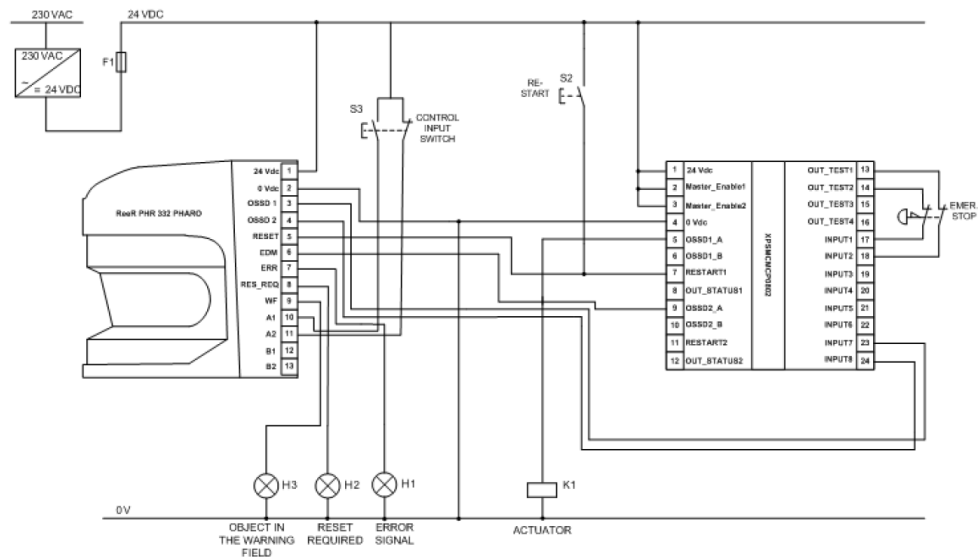 230 VAC
24 VDC
230 VAC
~
= 24 VDC
F1
S3
CONTROL
INPUT
SWITCH
RE-
START
S2
ReeR PHR 332 PHARO
24 Vdc 1
0 Vdc 2
OSSD 1 3
OSSD 2 4
RESET 5
EDM 6
ERR 7
RES_REQ 8
WF 9
A1 10
A2 11
B1 12
B2 13
1 24 Vdc
2 Master_Enable1
3 Master_Enable2
4 0 Vdc
5 OSSD1_A
6 OSSD1_B
7 RESTART1
8 OUT_STATUS1
9 OSSD2_A
10 OSSD2_B
11 RESTART2
12 OUT_STATUS2
XPSMCMCP0802
OUT_TEST1 13
OUT_TEST2 14
OUT_TEST3 15
OUT_TEST4 16
INPUT1 17
INPUT2 18
INPUT3 19
INPUT4 20
INPUT5 21
INPUT6 22
INPUT7 23
INPUT8 24
EMER.
STOP
H3
H2
H1
K1
0 V
OBJECT IN
THE WARNING
FIELD
RESET
REQUIRED
ERROR
SIGNAL
ACTUATOR